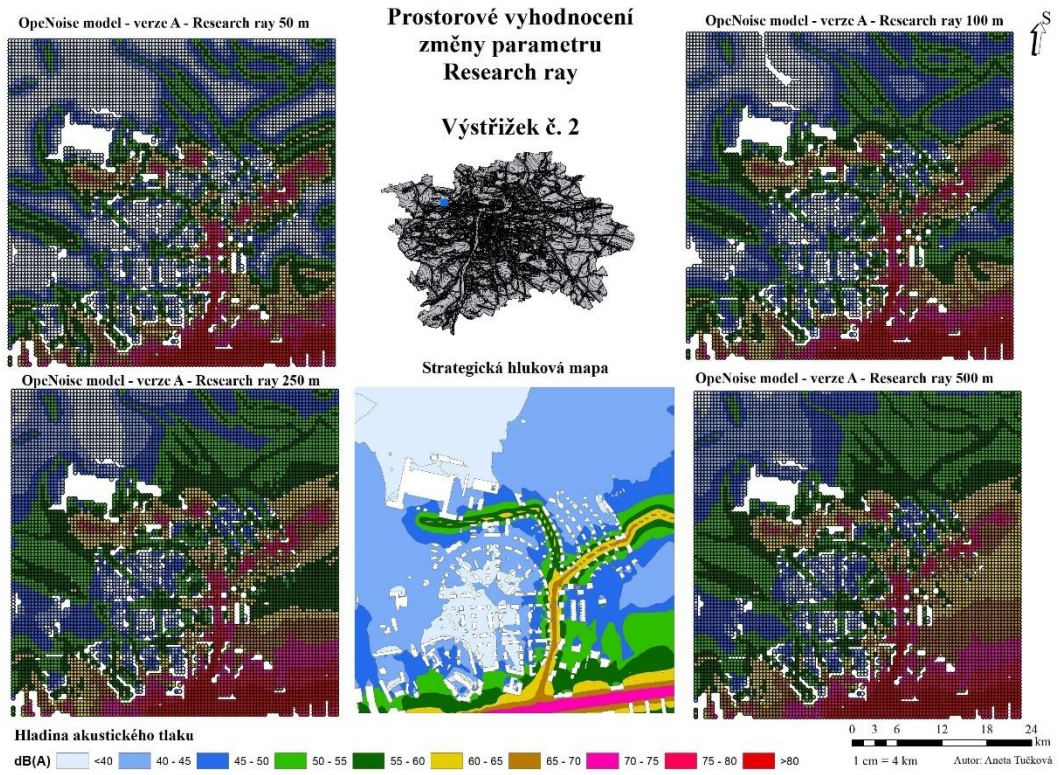 OpeNoise model - verze A - Research ray 50 m
Prostorové vyhodnocení
změny parametru
Research ray
Výstřižek č. 2
OpeNoise model - verze A - Research ray 100 m
S
OpeNoise model - verze A - Research ray 250 m
Strategická hluková mapa
OpeNoise model - verze A - Research ray 500 m
Hladina akustického tlaku
dB(A) <40 40 - 45 45 - 50 50 - 55 55 - 60 60 - 65 65 - 70 70 - 75 75 - 80 >80
0 3 6 12 18 24
km
1 cm = 4 km
Autor: Aneta Tučková